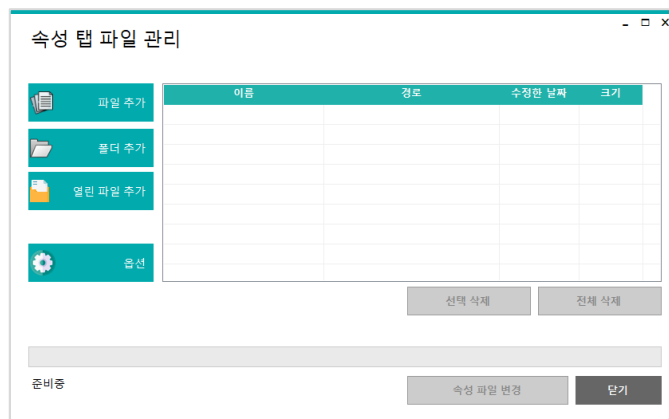 속성 탭 파일 관리
파일 추가
폴더 추가
열린 파일 추가
옵션
이름 경로 수정한 날짜 크기
선택 삭제 전체 삭제
준비중
속성 파일 변경 닫기